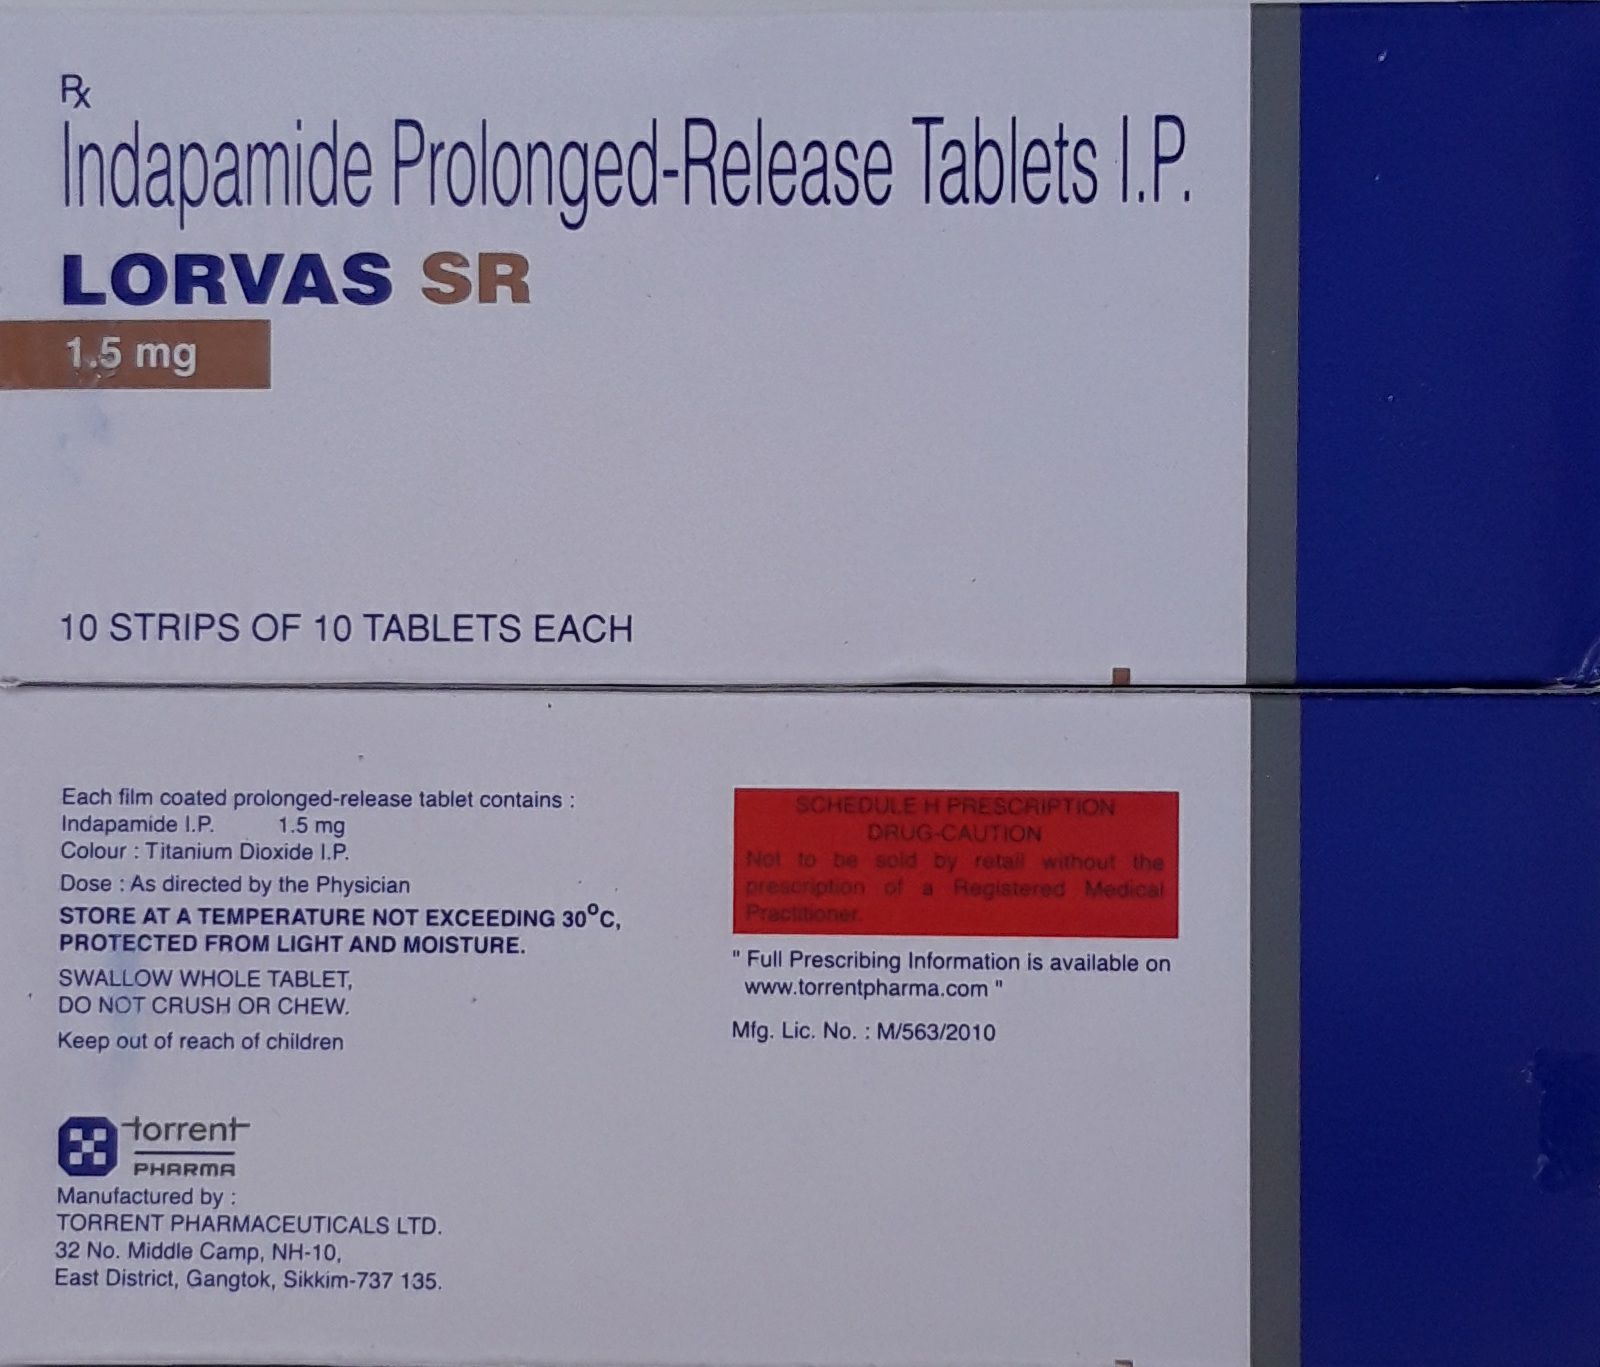 Rx
Indapamide Prolonged-Release Tablets I.P.
LORVAS SR
1.5 mg
10 STRIPS OF 10 TABLETS EACH
Each film coated prolonged-release tablet contains :
Indapamide I.P. 1.5 mg
Colour : Titanium Dioxide I.P.
Dose : As directed by the Physician
STORE AT A TEMPERATURE NOT EXCEEDING 30°C,
PROTECTED FROM LIGHT AND MOISTURE.
SWALLOW WHOLE TABLET,
DO NOT CRUSH OR CHEW.
Keep out of reach of children
torrent
PHARMA
Manufactured by :
TORRENT PHARMACEUTICALS LTD.
32 No. Middle Camp, NH-10,
East District, Gangtok, Sikkim-737 135.
SCHEDULE H PRESCRIPTION
DRUG-CAUTION
Not to be sold by retail without the
prescription of a Registered Medical
Practitioner.
" Full Prescribing Information is available on
www.torrentpharma.com "
Mfg. Lic. No. : M/563/2010